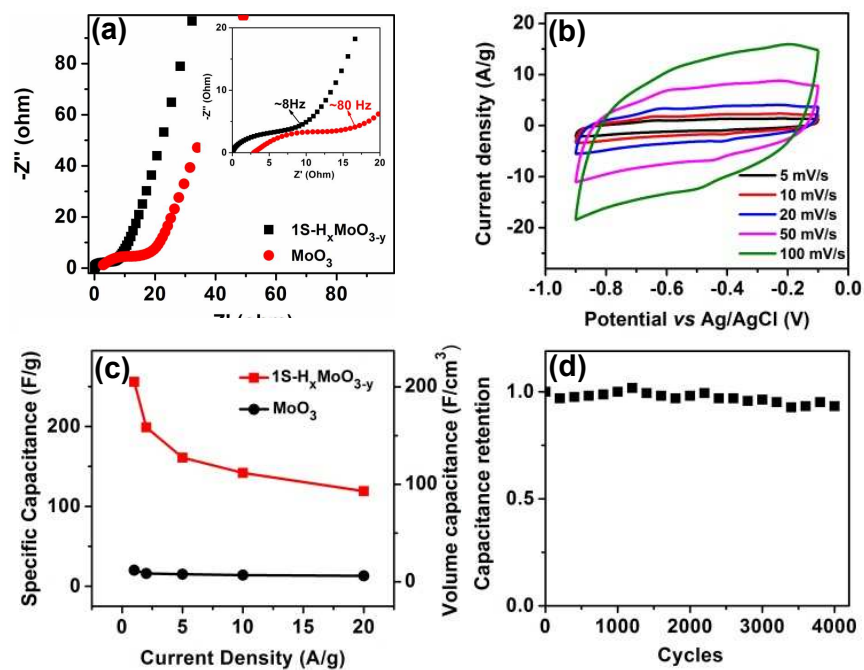 (a)
-Z'' (ohm)
80
60
40
20
0
0 20 40 60 80
-Z'' (Ohm)
20
15
10
5
0
0 5 10 15 20
Z' (Ohm)
~8Hz
~80 Hz
1S-HₓMoO₃₋ᵧ
MoO₃
(b)
Current density (A/g)
20
10
0
-10
-20
-1.0 -0.8 -0.6 -0.4 -0.2 0.0
Potential vs Ag/AgCl (V)
5 mV/s
10 mV/s
20 mV/s
50 mV/s
100 mV/s
(c)
Specific Capacitance (F/g)
250
200
150
100
50
0
0 5 10 15 20
Current Density (A/g)
1S-HₓMoO₃₋ᵧ
MoO₃
200
100
0
Volume capacitance (F/cm³)
(d)
Capacitance retention
1.0
0.5
0.0
0 1000 2000 3000 4000
Cycles